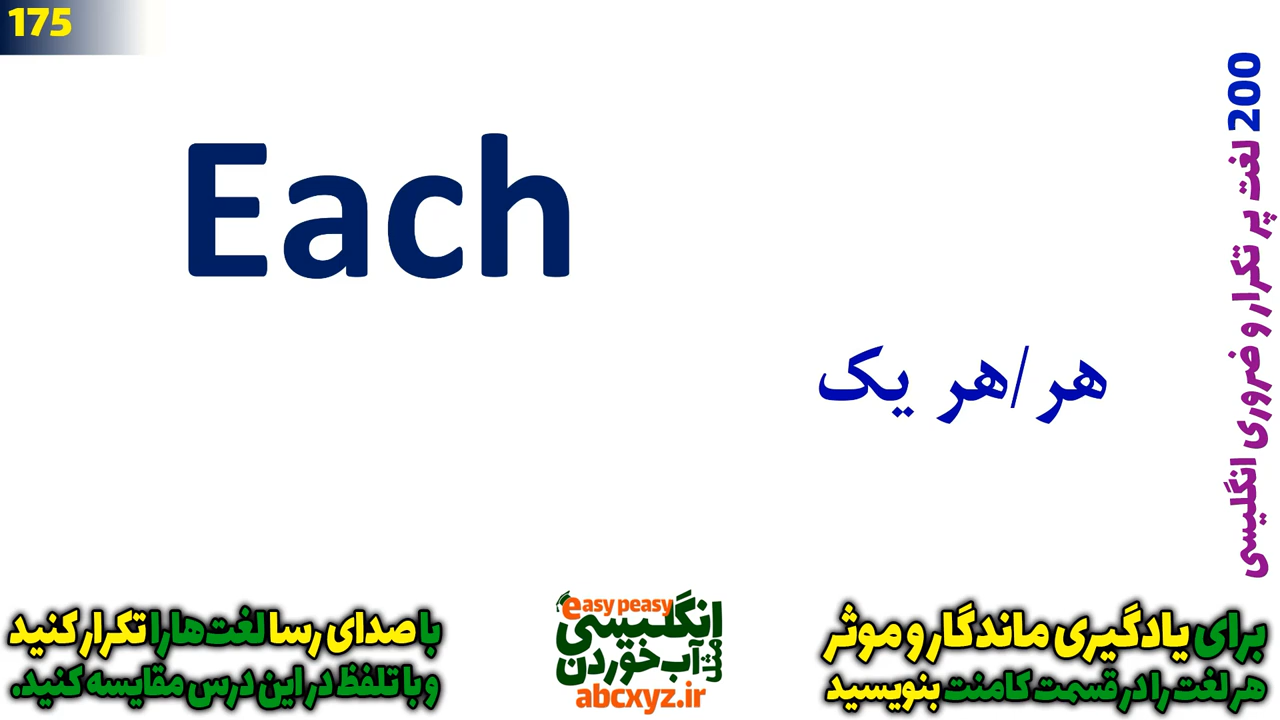 175
Each
هر/هر یک
200 لغت پر تکرار و ضروری انگلیسی
با صدای رسا لغت‌ها را تکرار کنید
و با تلفظ در این درس مقایسه کنید.
easy peasy
انگلیسی
مثل آب خوردن
abcxyz.ir
برای یادگیری ماندگار و موثر
هر لغت را در قسمت کامنت بنویسید